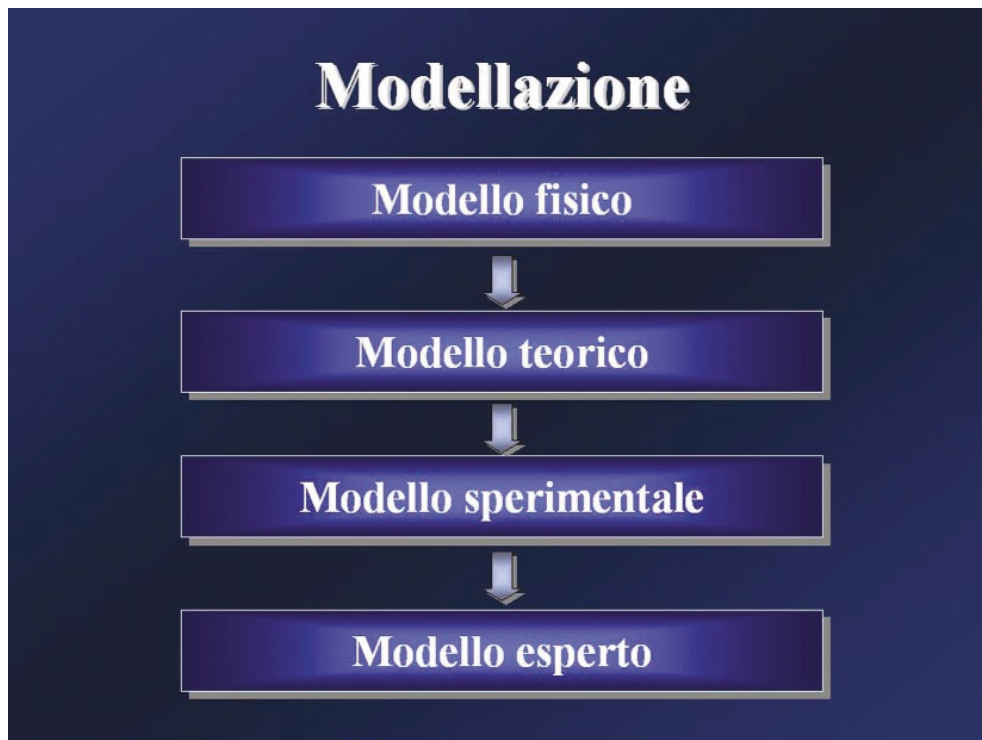 Modellazione
Modello fisico
Modello teorico
Modello sperimentale
Modello esperto